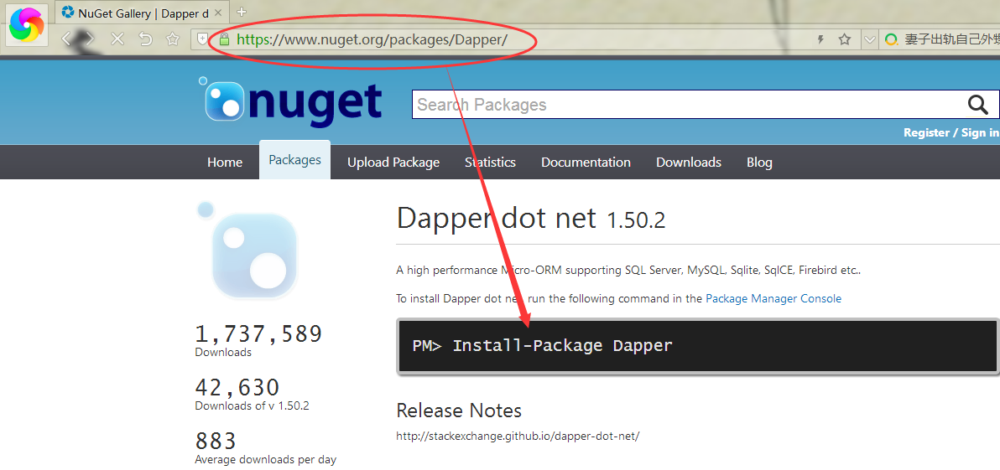 NuGet Gallery | Dapper d
https://www.nuget.org/packages/Dapper/
妻子出轨自己外
nuget
Search Packages
Register / Sign in
Home Packages Upload Package Statistics Documentation Downloads Blog
Dapper dot net 1.50.2
A high performance Micro-ORM supporting SQL Server, MySQL, Sqlite, SqlCE, Firebird etc..
To install Dapper dot net, run the following command in the Package Manager Console
PM> Install-Package Dapper
1,737,589
Downloads
42,630
Downloads of v 1.50.2
883
Average downloads per day
Release Notes
http://stackexchange.github.io/dapper-dot-net/